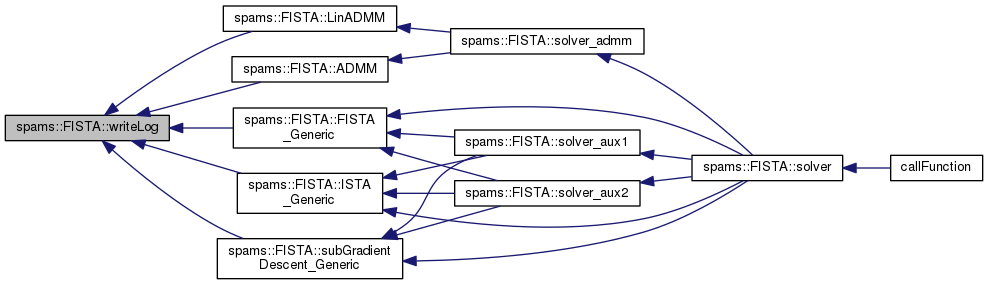 spams::FISTA::LinADMM
spams::FISTA::solver_admm
spams::FISTA::ADMM
spams::FISTA::writeLog
spams::FISTA::FISTA
_Generic
spams::FISTA::solver_aux1
spams::FISTA::solver
callFunction
spams::FISTA::ISTA
_Generic
spams::FISTA::solver_aux2
spams::FISTA::subGradient
Descent_Generic